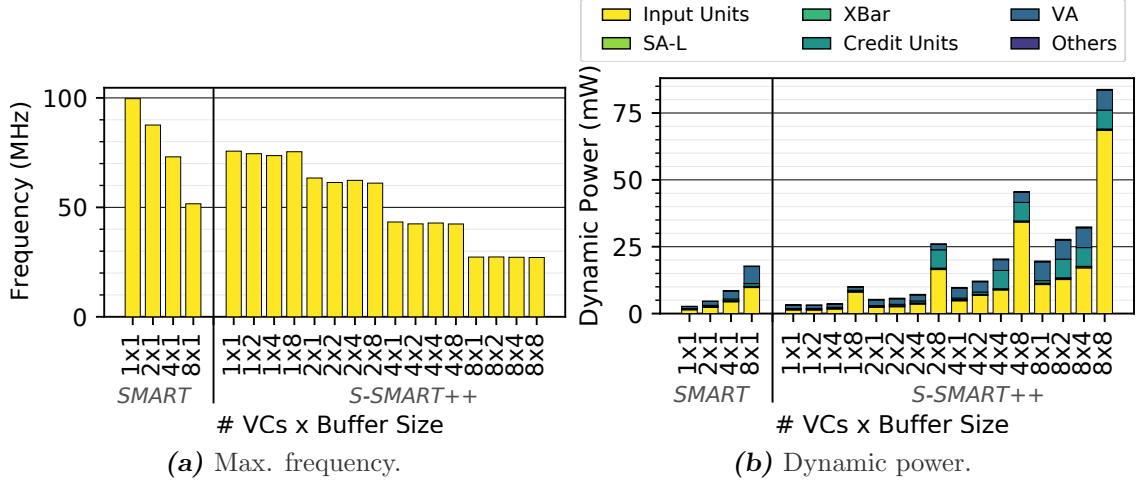 Input Units
XBar
VA
SA-L
Credit Units
Others
Frequency (MHz)
100
50
0
1x1
2x1
4x1
8x1
1x1
1x2
1x4
1x8
2x1
2x2
2x4
2x8
4x1
4x2
4x4
4x8
8x1
8x2
8x4
8x8
SMART
S-SMART++
# VCs x Buffer Size
(a) Max. frequency.
Dynamic Power (mW)
75
50
25
0
1x1
2x1
4x1
8x1
1x1
1x2
1x4
1x8
2x1
2x2
2x4
2x8
4x1
4x2
4x4
4x8
8x1
8x2
8x4
8x8
SMART
S-SMART++
# VCs x Buffer Size
(b) Dynamic power.